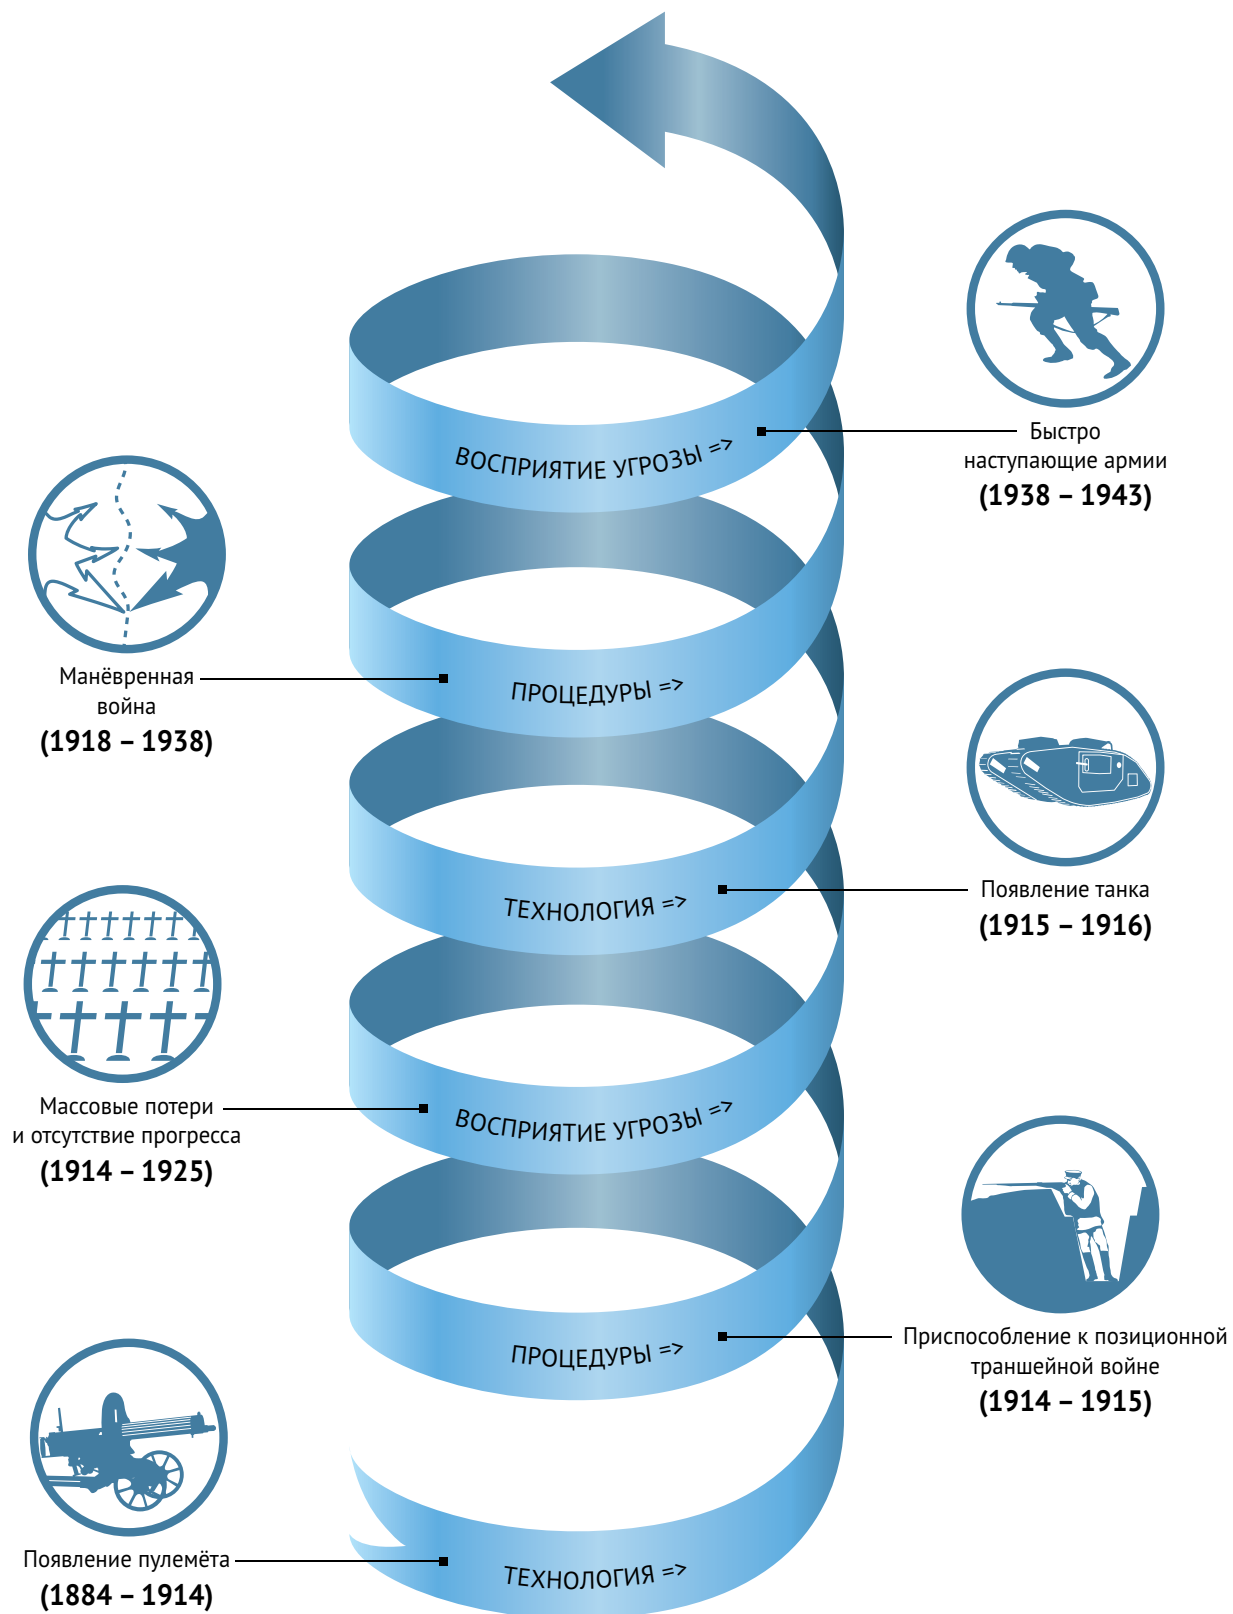 ВОСПРИЯТИЕ УГРОЗЫ =>
Быстро
наступающие армии
(1938 – 1943)
Манёвренная
война
(1918 – 1938)
ПРОЦЕДУРЫ =>
ТЕХНОЛОГИЯ =>
Появление танка
(1915 – 1916)
Массовые потери
и отсутствие прогресса
(1914 – 1925)
ВОСПРИЯТИЕ УГРОЗЫ =>
ПРОЦЕДУРЫ =>
Приспособление к позиционной
траншейной войне
(1914 – 1915)
Появление пулемёта
(1884 – 1914)
ТЕХНОЛОГИЯ =>